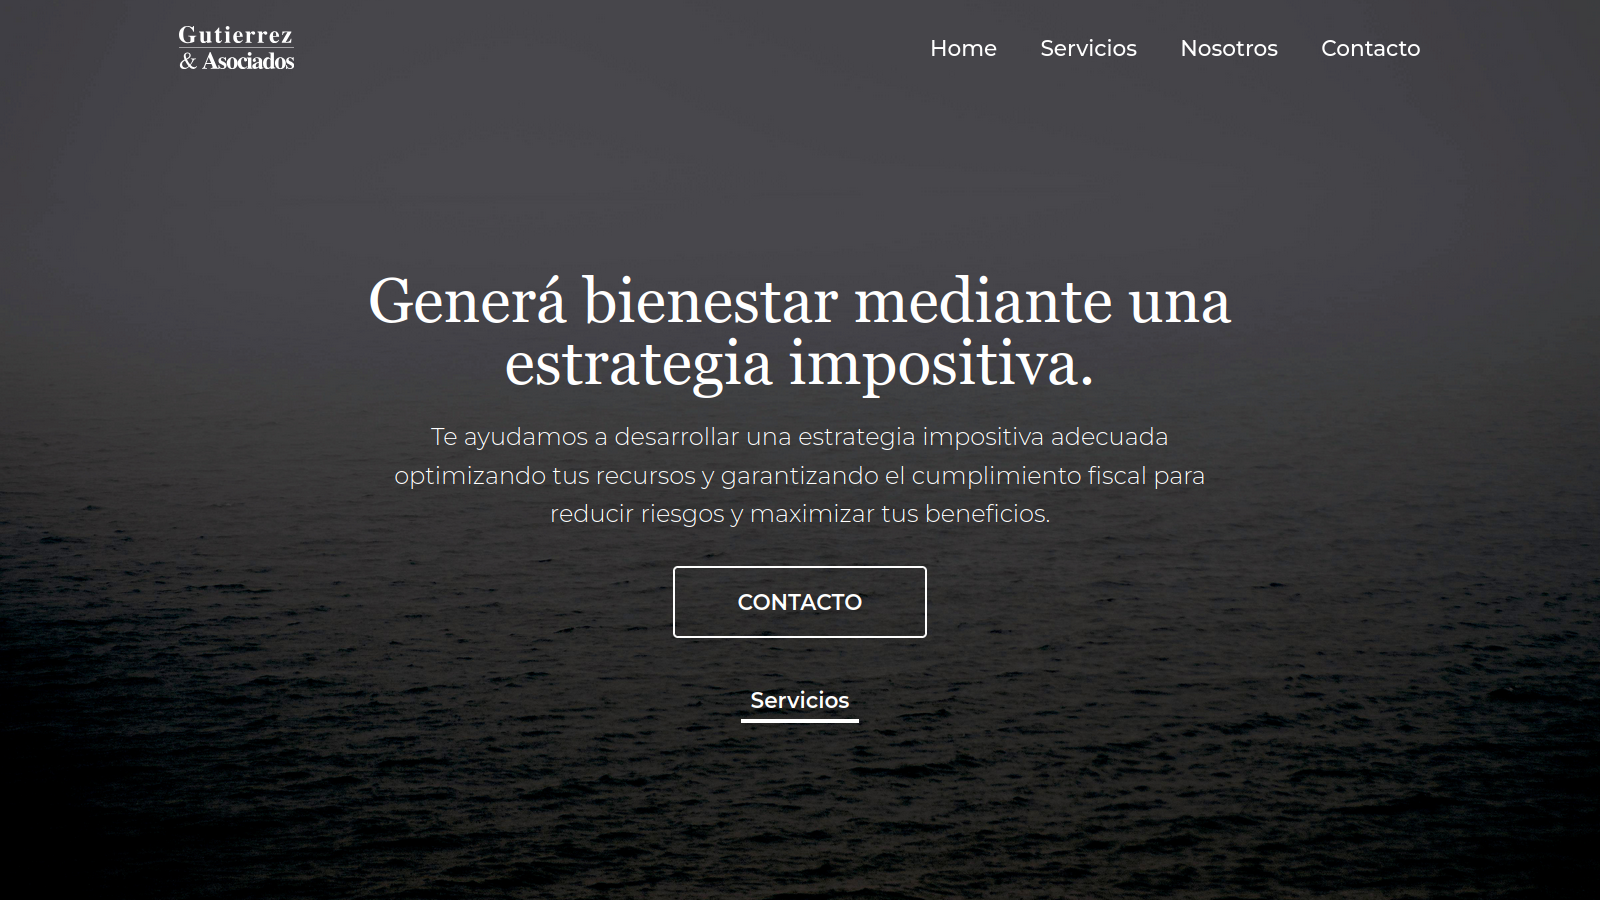 Gutierrez
& Asociados
Home Servicios Nosotros Contacto
Generá bienestar mediante una
estrategia impositiva.
Te ayudamos a desarrollar una estrategia impositiva adecuada
optimizando tus recursos y garantizando el cumplimiento fiscal para
reducir riesgos y maximizar tus beneficios.
CONTACTO
Servicios